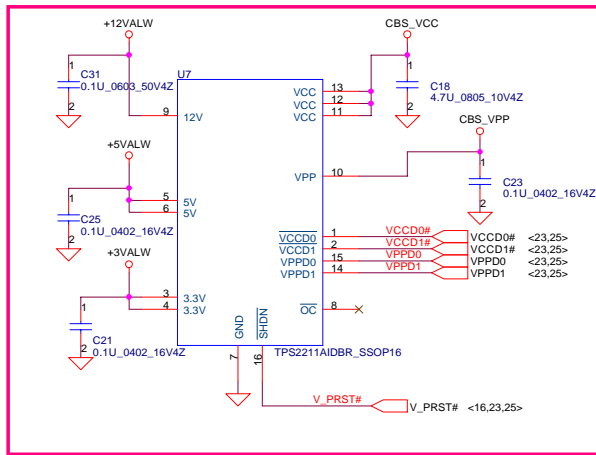 +12VALW
CBS_VCC
C31
0.1U_0603_50V4Z
1
2
U7
9
12V
VCC
VCC
VCC
13
12
11
1
2
C18
4.7U_0805_10V4Z
CBS_VPP
+5VALW
VPP
10
1
2
C23
0.1U_0402_16V4Z
1
2
C25
0.1U_0402_16V4Z
5
6
5V
5V
VCCD0
VCCD1
VPPD0
VPPD1
1
2
15
14
VCCD0#
VCCD1#
VPPD0
VPPD1
VCCD0# <23,25>
VCCD1# <23,25>
VPPD0 <23,25>
VPPD1 <23,25>
+3VALW
1
2
C21
0.1U_0402_16V4Z
3
4
3.3V
3.3V
OC
8
GND
SHDN
7
16
TPS2211AIDBR_SSOP16
V_PRST#
V_PRST# <16,23,25>